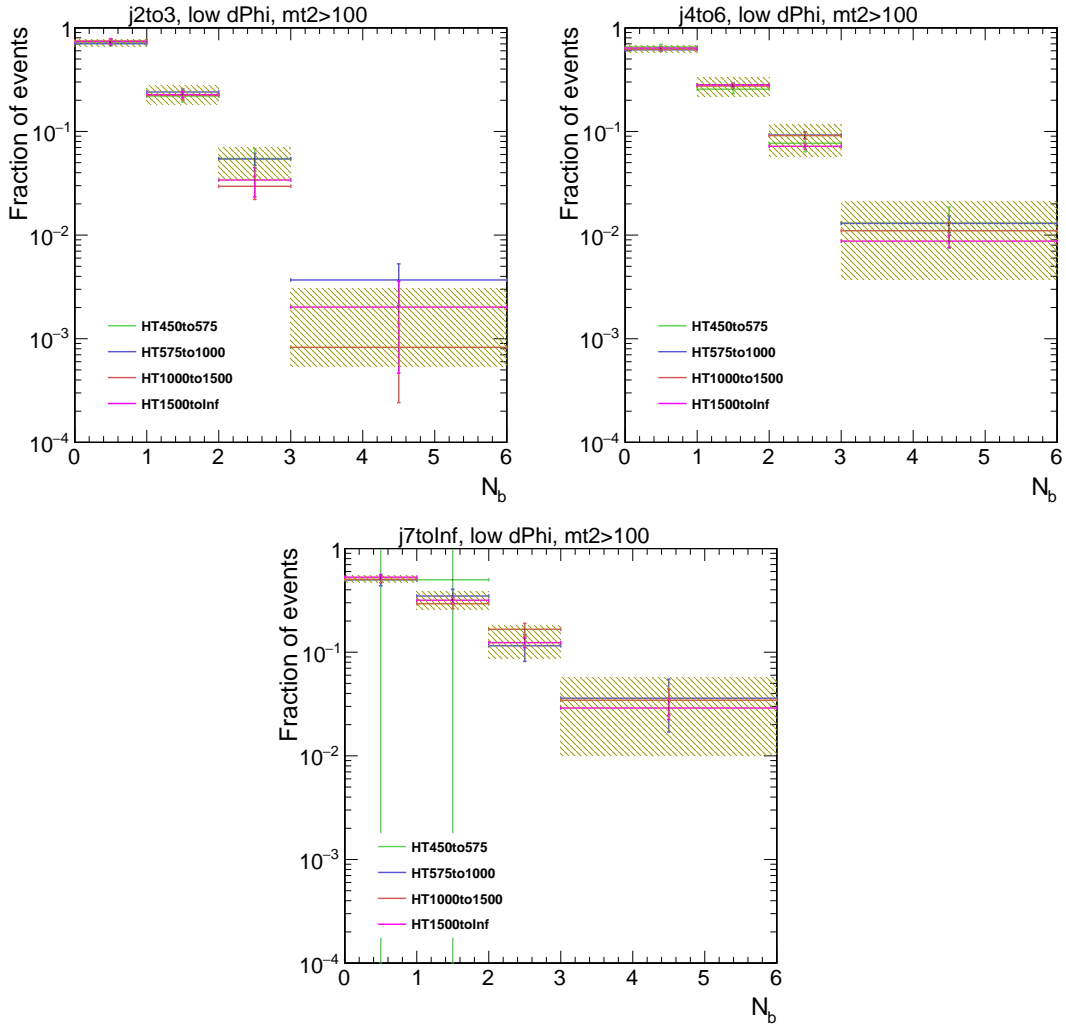 j2to3, low dPhi, mt2>100
Fraction of events
1
10−1
10−2
10−3
10−4
HT450to575
HT575to1000
HT1000to1500
HT1500toInf
0 1 2 3 4 5 6
N_b
j4to6, low dPhi, mt2>100
Fraction of events
1
10−1
10−2
10−3
10−4
HT450to575
HT575to1000
HT1000to1500
HT1500toInf
0 1 2 3 4 5 6
N_b
j7toInf, low dPhi, mt2>100
Fraction of events
1
10−1
10−2
10−3
10−4
HT450to575
HT575to1000
HT1000to1500
HT1500toInf
0 1 2 3 4 5 6
N_b